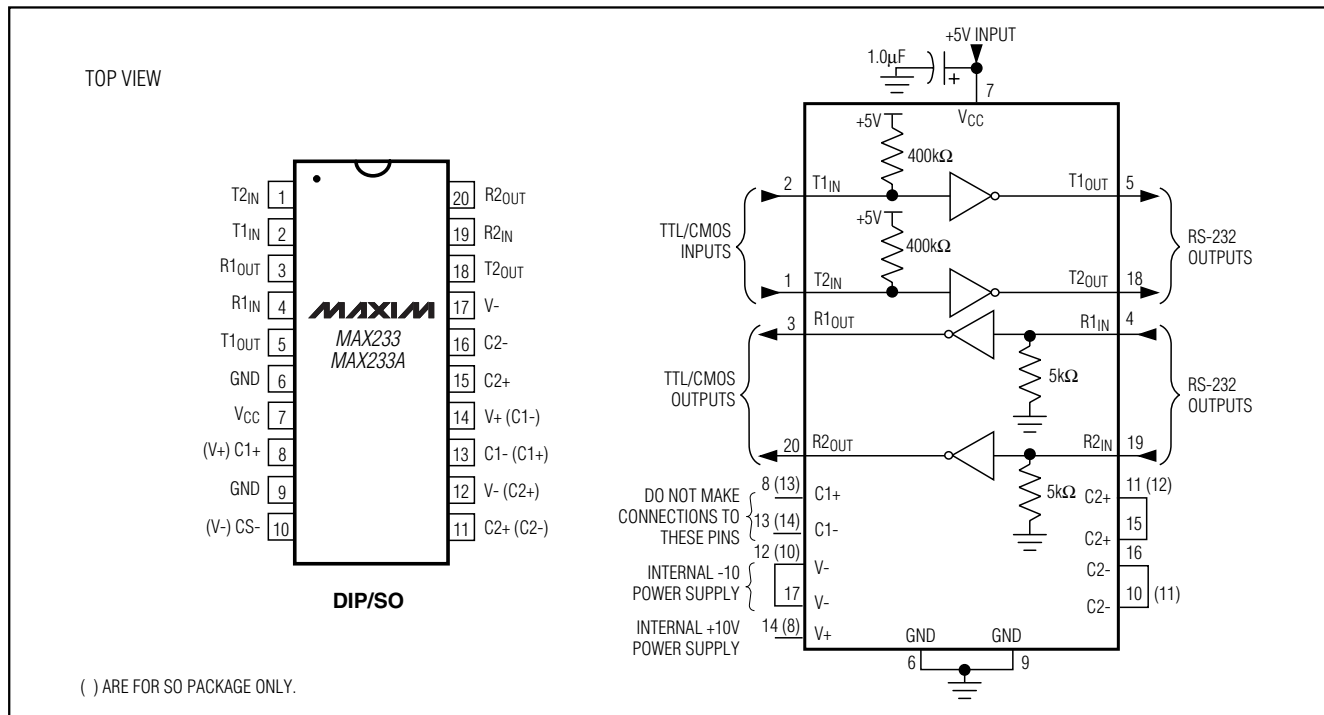 TOP VIEW
T2IN 1
T1IN 2
R1OUT 3
R1IN 4
T1OUT 5
GND 6
VCC 7
(V+) C1+ 8
GND 9
(V-) CS- 10
20 R2OUT
19 R2IN
18 T2OUT
17 V-
16 C2-
15 C2+
14 V+ (C1-)
13 C1- (C1+)
12 V- (C2+)
11 C2+ (C2-)
MAXIM
MAX233
MAX233A
DIP/SO
( ) ARE FOR SO PACKAGE ONLY.
+5V INPUT
1.0μF
+
7
VCC
+5V
400kΩ
2 T1IN
T1OUT 5
+5V
400kΩ
TTL/CMOS
INPUTS
RS-232
OUTPUTS
1 T2IN
T2OUT 18
3 R1OUT
R1IN 4
5kΩ
TTL/CMOS
OUTPUTS
RS-232
OUTPUTS
20 R2OUT
R2IN 19
5kΩ
DO NOT MAKE
CONNECTIONS TO
THESE PINS
8 (13) C1+
13 (14) C1-
INTERNAL -10
POWER SUPPLY
12 (10) V-
17 V-
INTERNAL +10V
POWER SUPPLY
14 (8) V+
C2+ 11 (12)
C2+ 15
C2- 16
C2- 10 (11)
GND GND
6 9